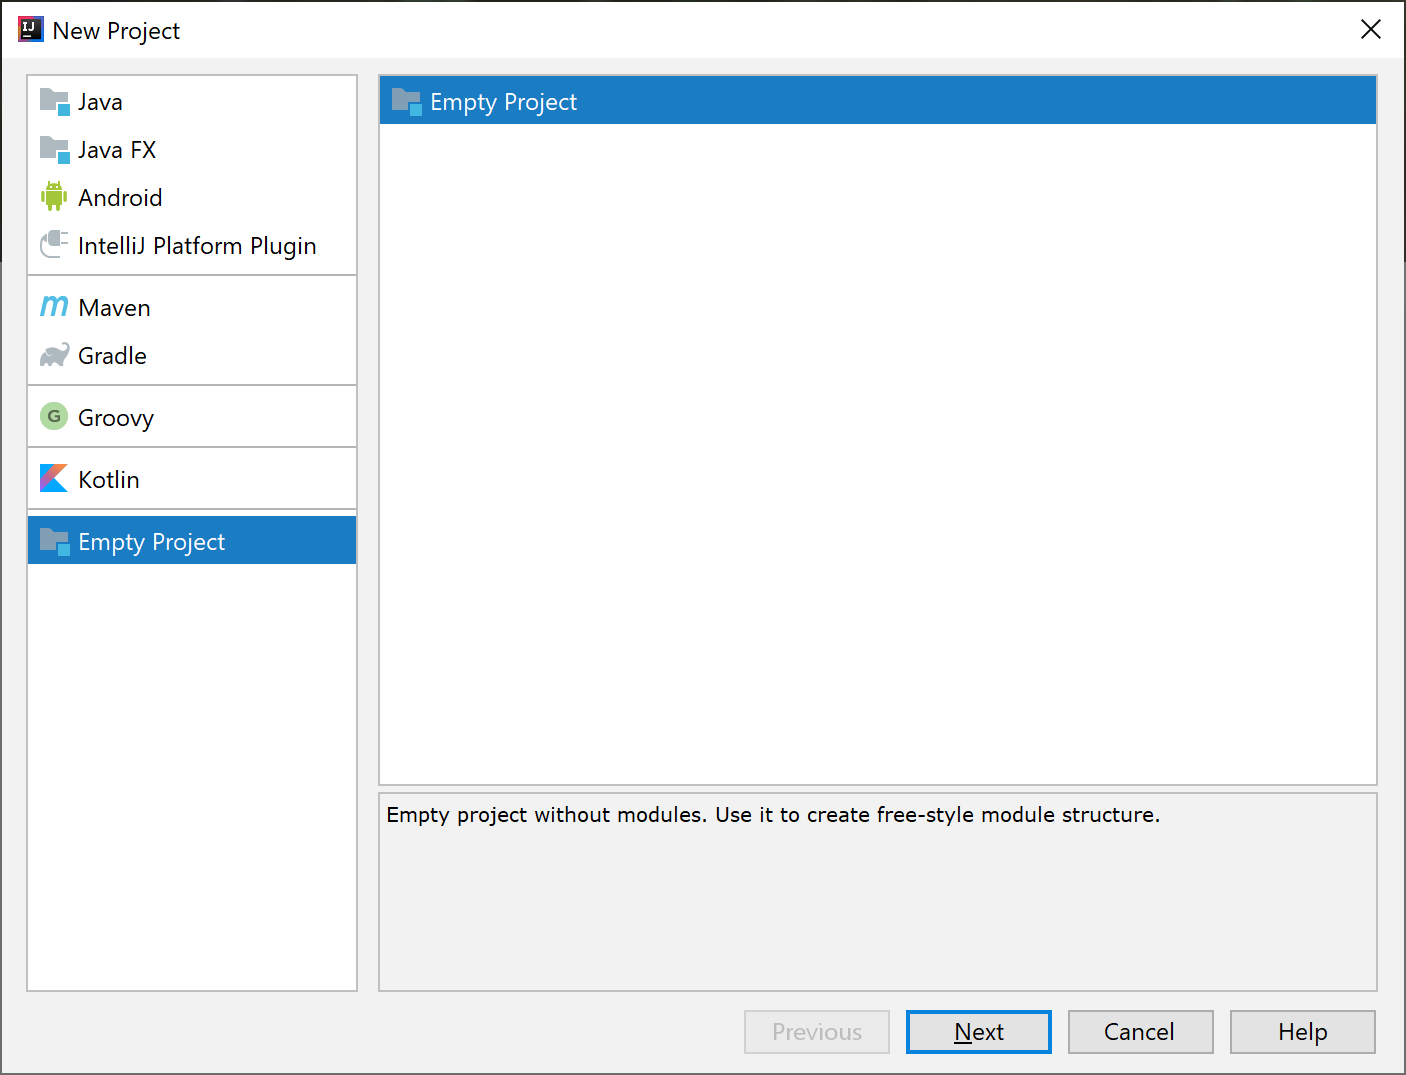 IJ New Project
Java
Java FX
Android
IntelliJ Platform Plugin
m Maven
Gradle
G Groovy
Kotlin
Empty Project
Empty Project
Empty project without modules. Use it to create free-style module structure.
Previous Next Cancel Help